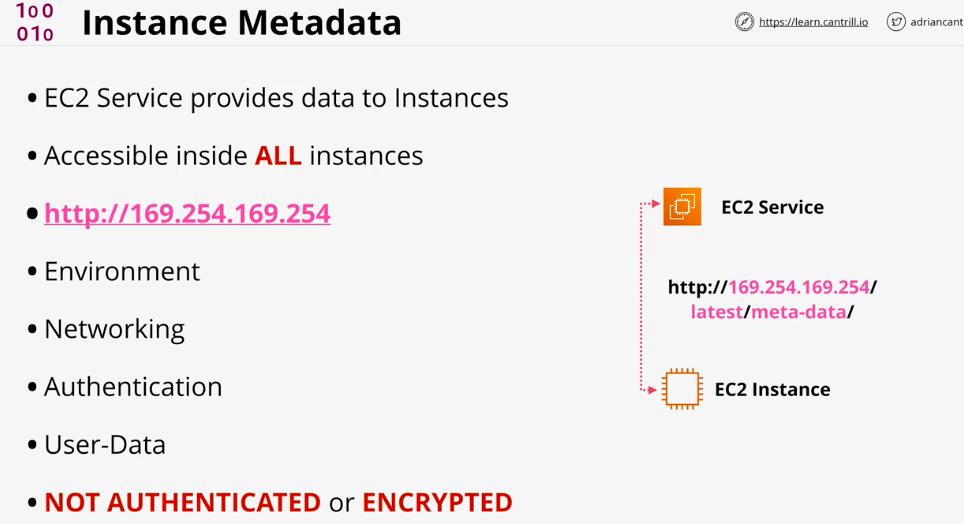 100
010
Instance Metadata
https://learn.cantrill.io
adriancant
• EC2 Service provides data to Instances
• Accessible inside ALL instances
• http://169.254.169.254
• Environment
• Networking
• Authentication
• User-Data
• NOT AUTHENTICATED or ENCRYPTED
EC2 Service
http://169.254.169.254/
latest/meta-data/
EC2 Instance